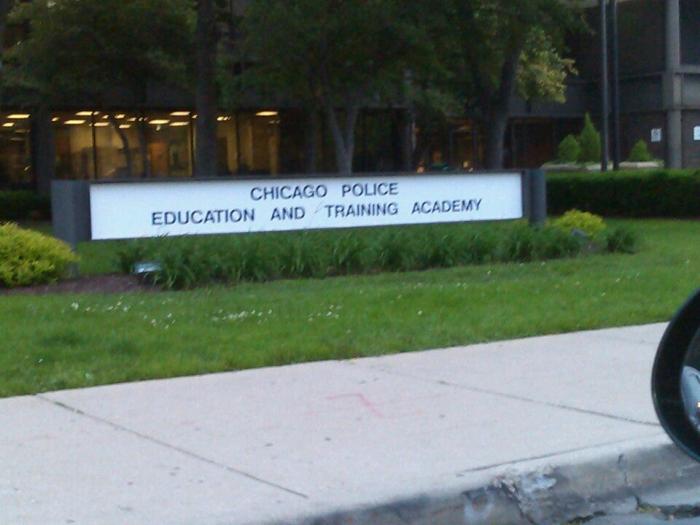 CHICAGO POLICE
EDUCATION AND TRAINING ACADEMY